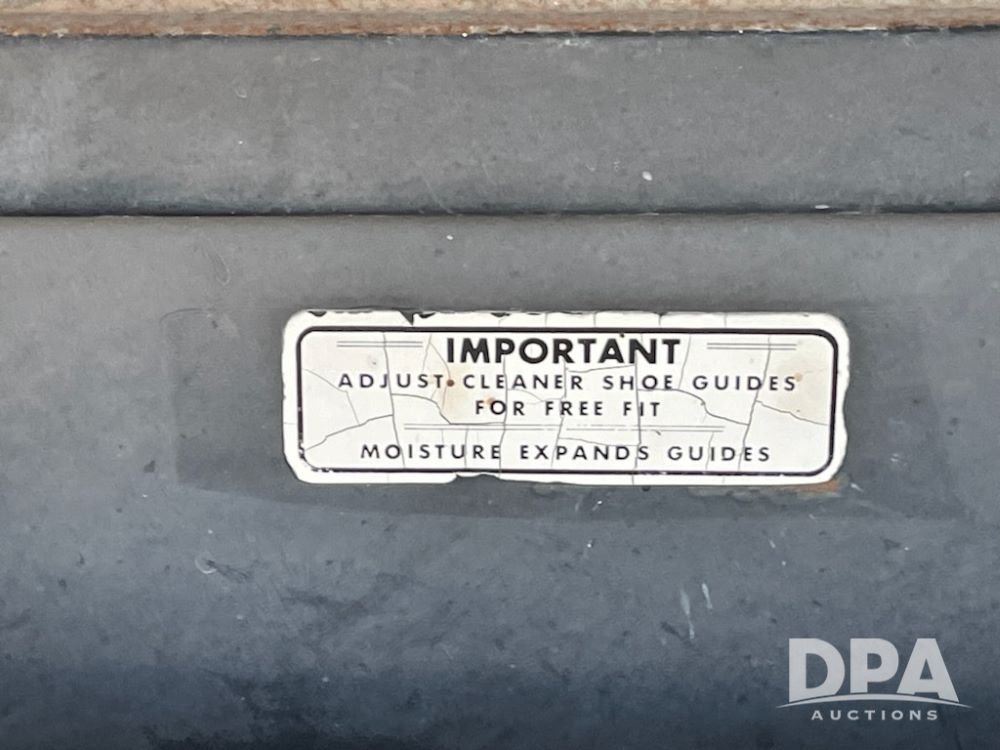 IMPORTANT
ADJUST CLEANER SHOE GUIDES
FOR FREE FIT
MOISTURE EXPANDS GUIDES
DPA
AUCTIONS